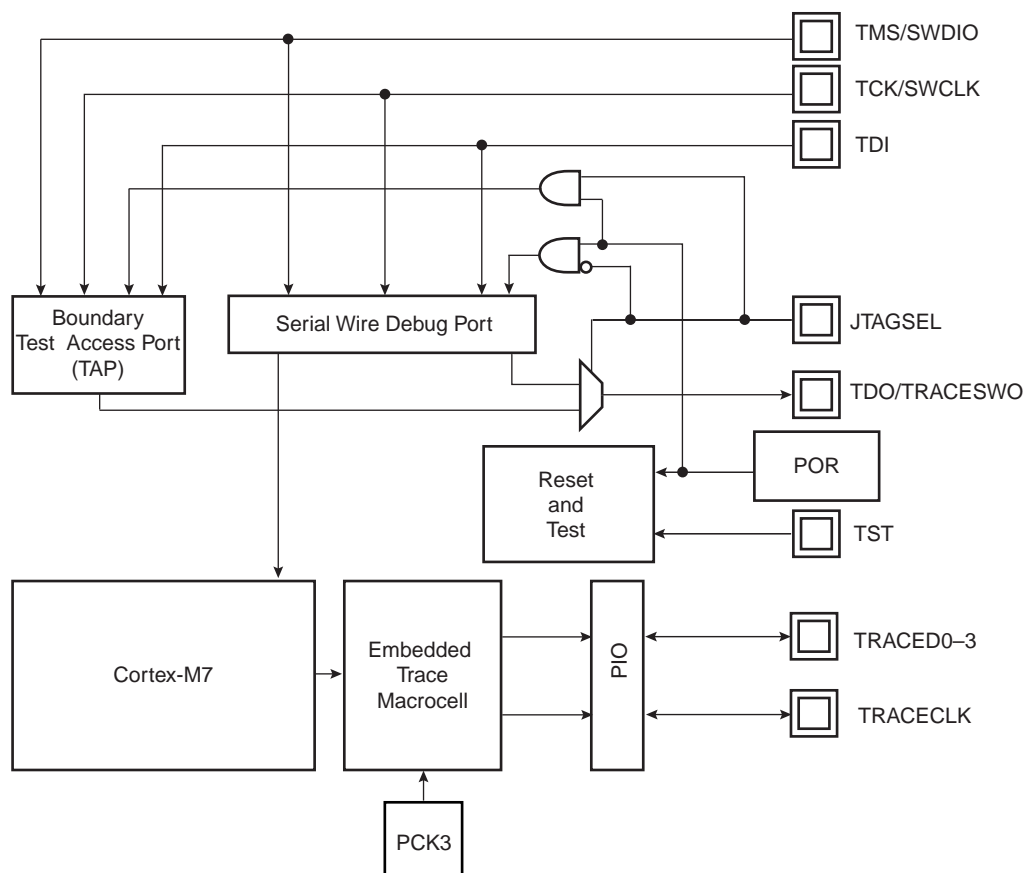 TMS/SWDIO
TCK/SWCLK
TDI
Boundary
Test Access Port
(TAP)
Serial Wire Debug Port
JTAGSEL
TDO/TRACESWO
POR
Reset
and
Test
TST
Cortex-M7
Embedded
Trace
Macrocell
PIO
TRACED0–3
TRACECLK
PCK3